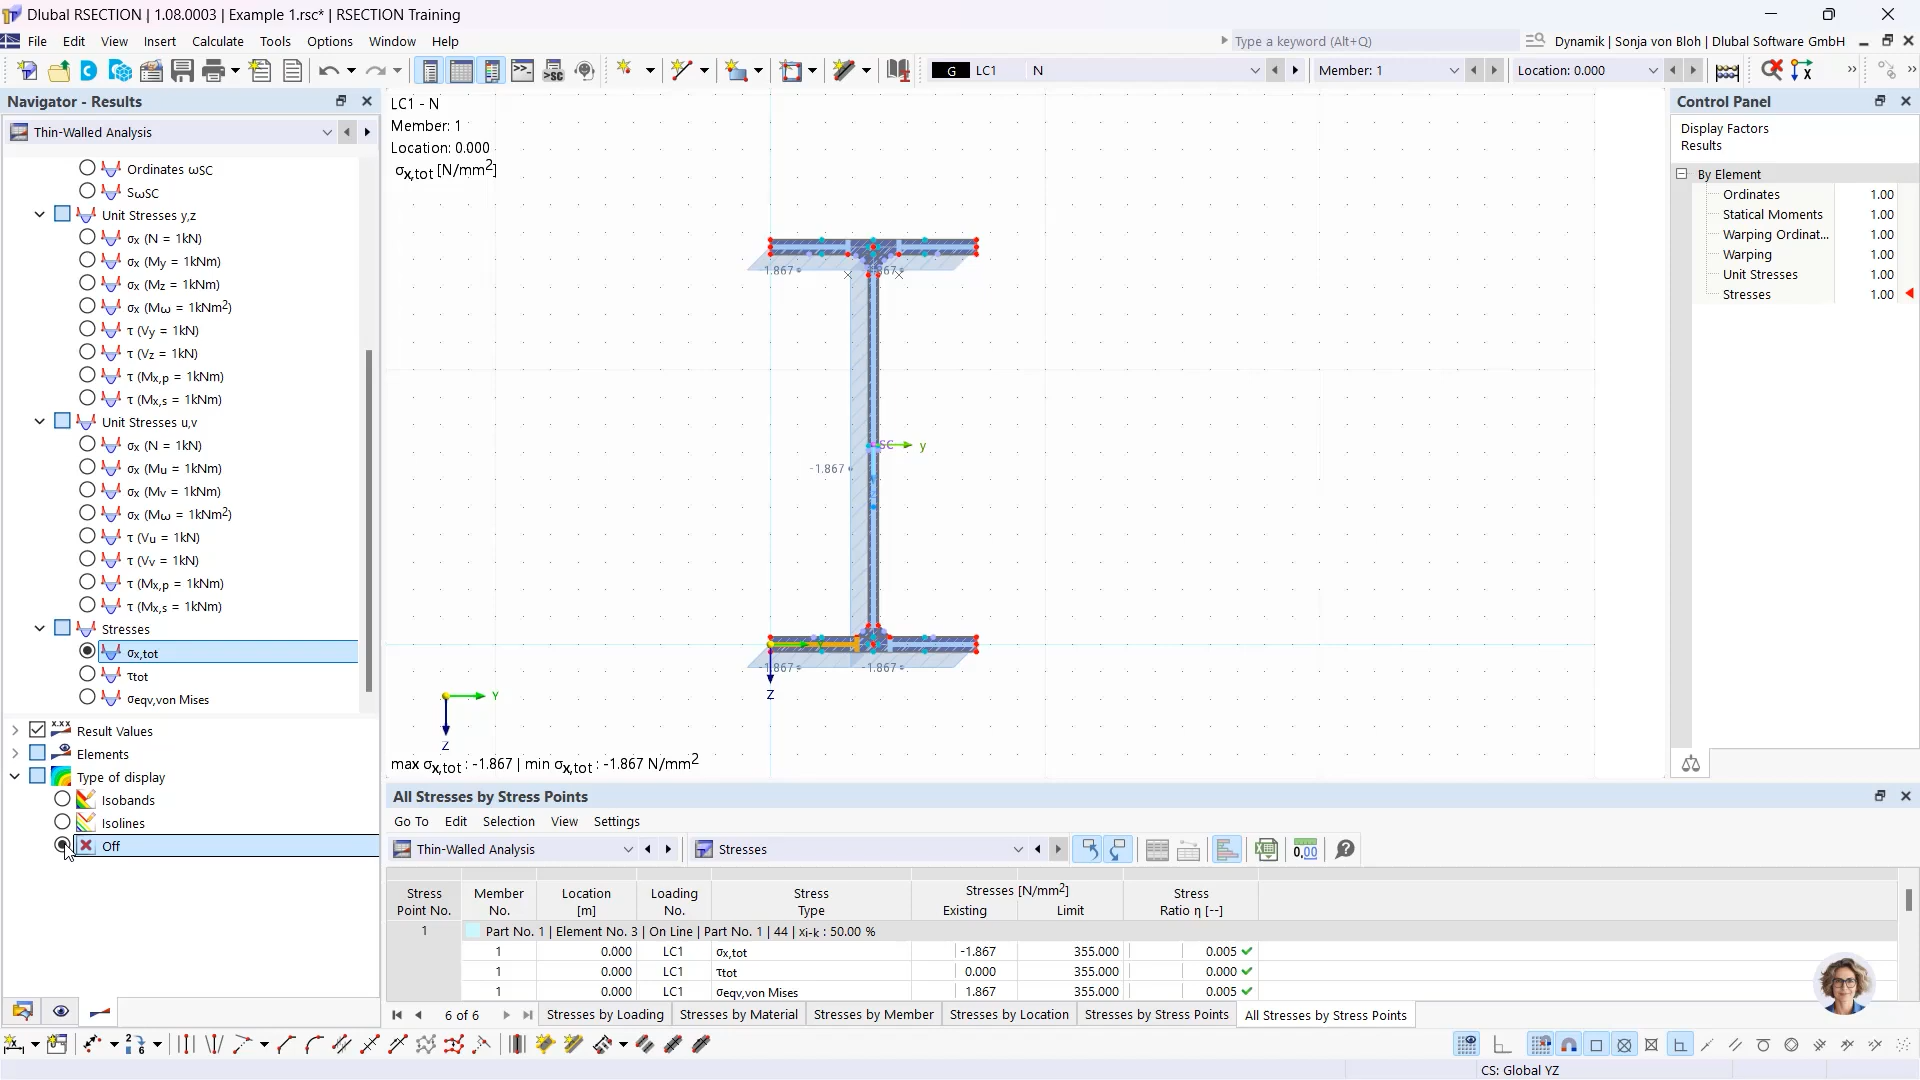 Dlubal RSECTION | 1.08.0003 | Example 1.rsc* | RSECTION Training
File Edit View Insert Calculate Tools Options Window Help
Type a keyword (Alt+Q)
Dynamik | Sonja von Bloh | Dlubal Software GmbH
G LC1 N
Member: 1
Location: 0.000
Navigator - Results
Thin-Walled Analysis
Ordinates ωSC
SωSC
Unit Stresses y,z
σx (N = 1kN)
σx (My = 1kNm)
σx (Mz = 1kNm)
σx (Mω = 1kNm2)
τ (Vy = 1kN)
τ (Vz = 1kN)
τ (Mx,p = 1kNm)
τ (Mx,s = 1kNm)
Unit Stresses u,v
σx (N = 1kN)
σx (Mu = 1kNm)
σx (Mv = 1kNm)
σx (Mω = 1kNm2)
τ (Vu = 1kN)
τ (Vv = 1kN)
τ (Mx,p = 1kNm)
τ (Mx,s = 1kNm)
Stresses
σx,tot
τtot
σeqv,von Mises
x.xx Result Values
Elements
Type of display
Isobands
Isolines
Off
LC1 - N
Member: 1
Location: 0.000
σx,tot [N/mm2]
1.867
-1.867
SC
y
-1.867
-1.867
Z
Y
Z
max σx,tot : -1.867 | min σx,tot : -1.867 N/mm2
Control Panel
Display Factors
Results
By Element
Ordinates 1.00
Statical Moments 1.00
Warping Ordinat... 1.00
Warping 1.00
Unit Stresses 1.00
Stresses 1.00
All Stresses by Stress Points
Go To Edit Selection View Settings
Thin-Walled Analysis
Stresses
0,00
Stress Point No.
Member No.
Location [m]
Loading No.
Stress Type
Stresses [N/mm2]
Existing Limit
Stress Ratio η [--]
1 Part No. 1 | Element No. 3 | On Line | Part No. 1 | 44 | xi-k : 50.00 %
1 0.000 LC1 σx,tot -1.867 355.000 0.005
1 0.000 LC1 τtot 0.000 355.000 0.000
1 0.000 LC1 σeqv,von Mises 1.867 355.000 0.005
6 of 6
Stresses by Loading
Stresses by Material
Stresses by Member
Stresses by Location
Stresses by Stress Points
All Stresses by Stress Points
CS: Global YZ